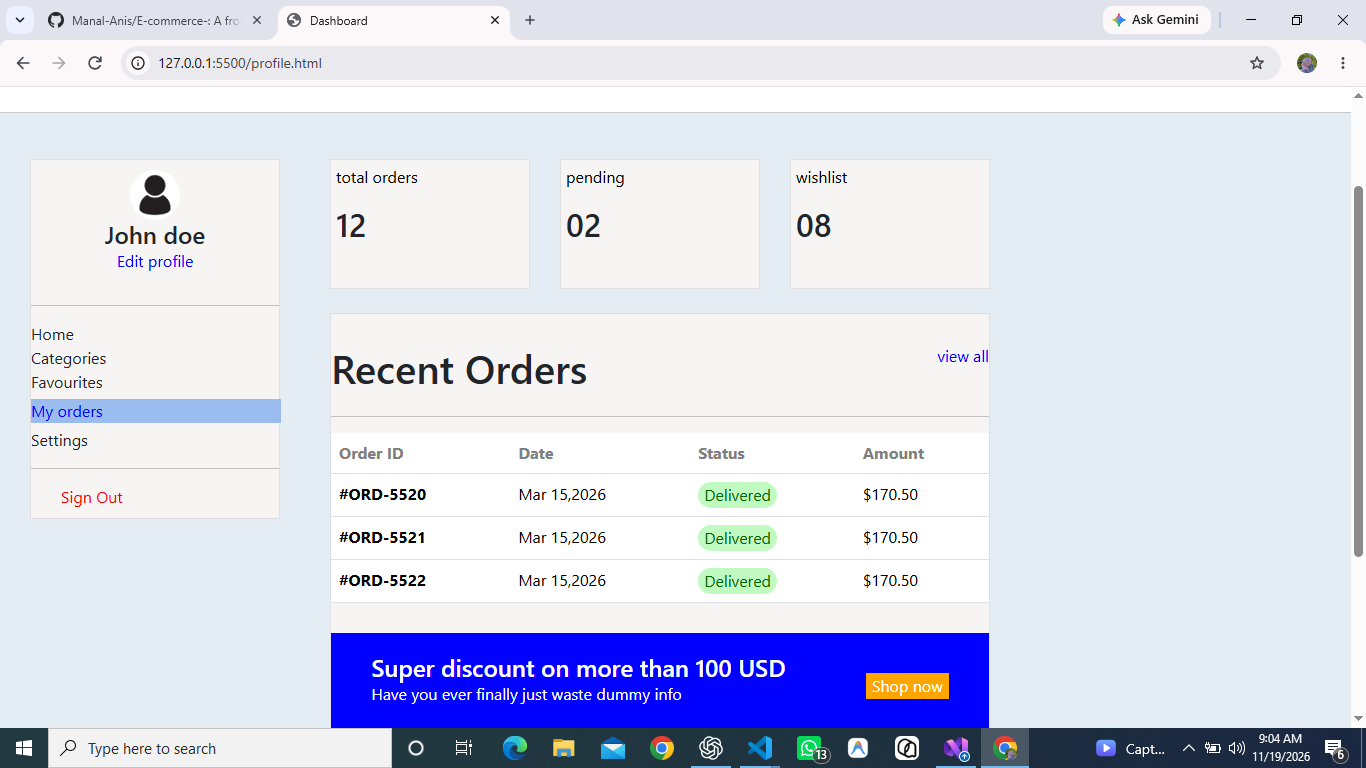 Manal-Anis/E-commerce-: A fro
Dashboard
Ask Gemini
127.0.0.1:5500/profile.html
John doe
Edit profile
Home
Categories
Favourites
My orders
Settings
Sign Out
total orders
12
pending
02
wishlist
08
Recent Orders
view all
Order ID Date Status Amount
#ORD-5520 Mar 15,2026 Delivered $170.50
#ORD-5521 Mar 15,2026 Delivered $170.50
#ORD-5522 Mar 15,2026 Delivered $170.50
Super discount on more than 100 USD
Have you ever finally just waste dummy info
Shop now
Type here to search
13
Capt...
9:04 AM
11/19/2026
6